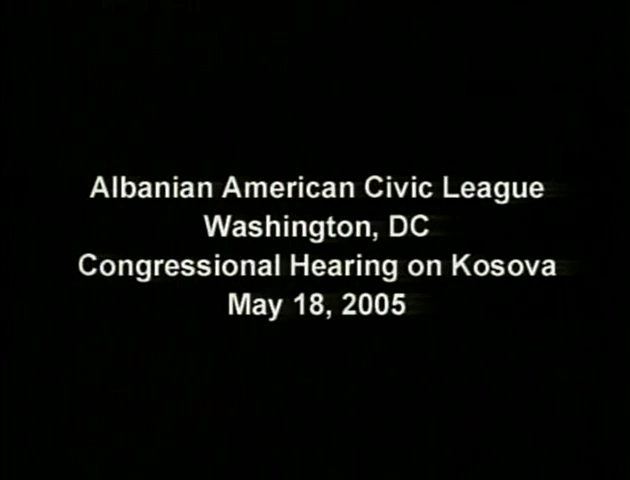 Albanian American Civic League
Washington, DC
Congressional Hearing on Kosova
May 18, 2005